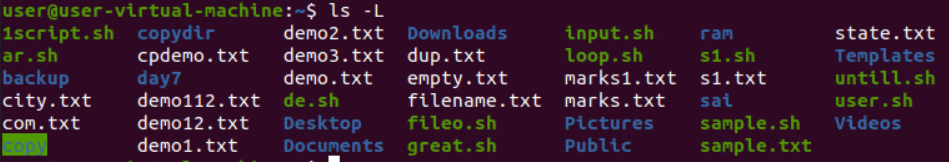 user@user-virtual-machine:~$ ls -L
1script.sh copydir demo2.txt Downloads input.sh ram state.txt
ar.sh cpdemo.txt demo3.txt dup.txt loop.sh s1.sh Templates
backup day7 demo.txt empty.txt marks1.txt s1.txt untill.sh
city.txt demo112.txt de.sh filename.txt marks.txt sai user.sh
com.txt demo12.txt Desktop fileo.sh Pictures sample.sh Videos
copy demo1.txt Documents great.sh Public sample.txt